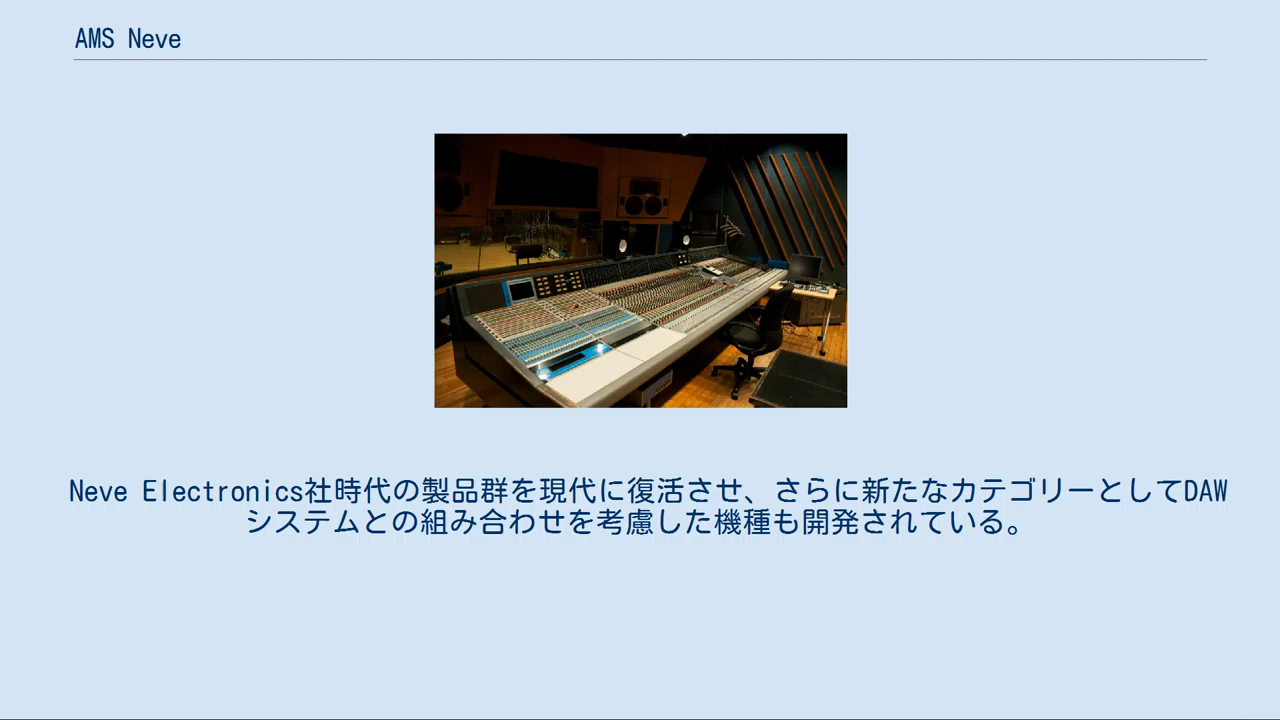 AMS Neve
Neve Electronics社時代の製品群を現代に復活させ、さらに新たなカテゴリーとしてDAW
システムとの組み合わせを考慮した機種も開発されている。